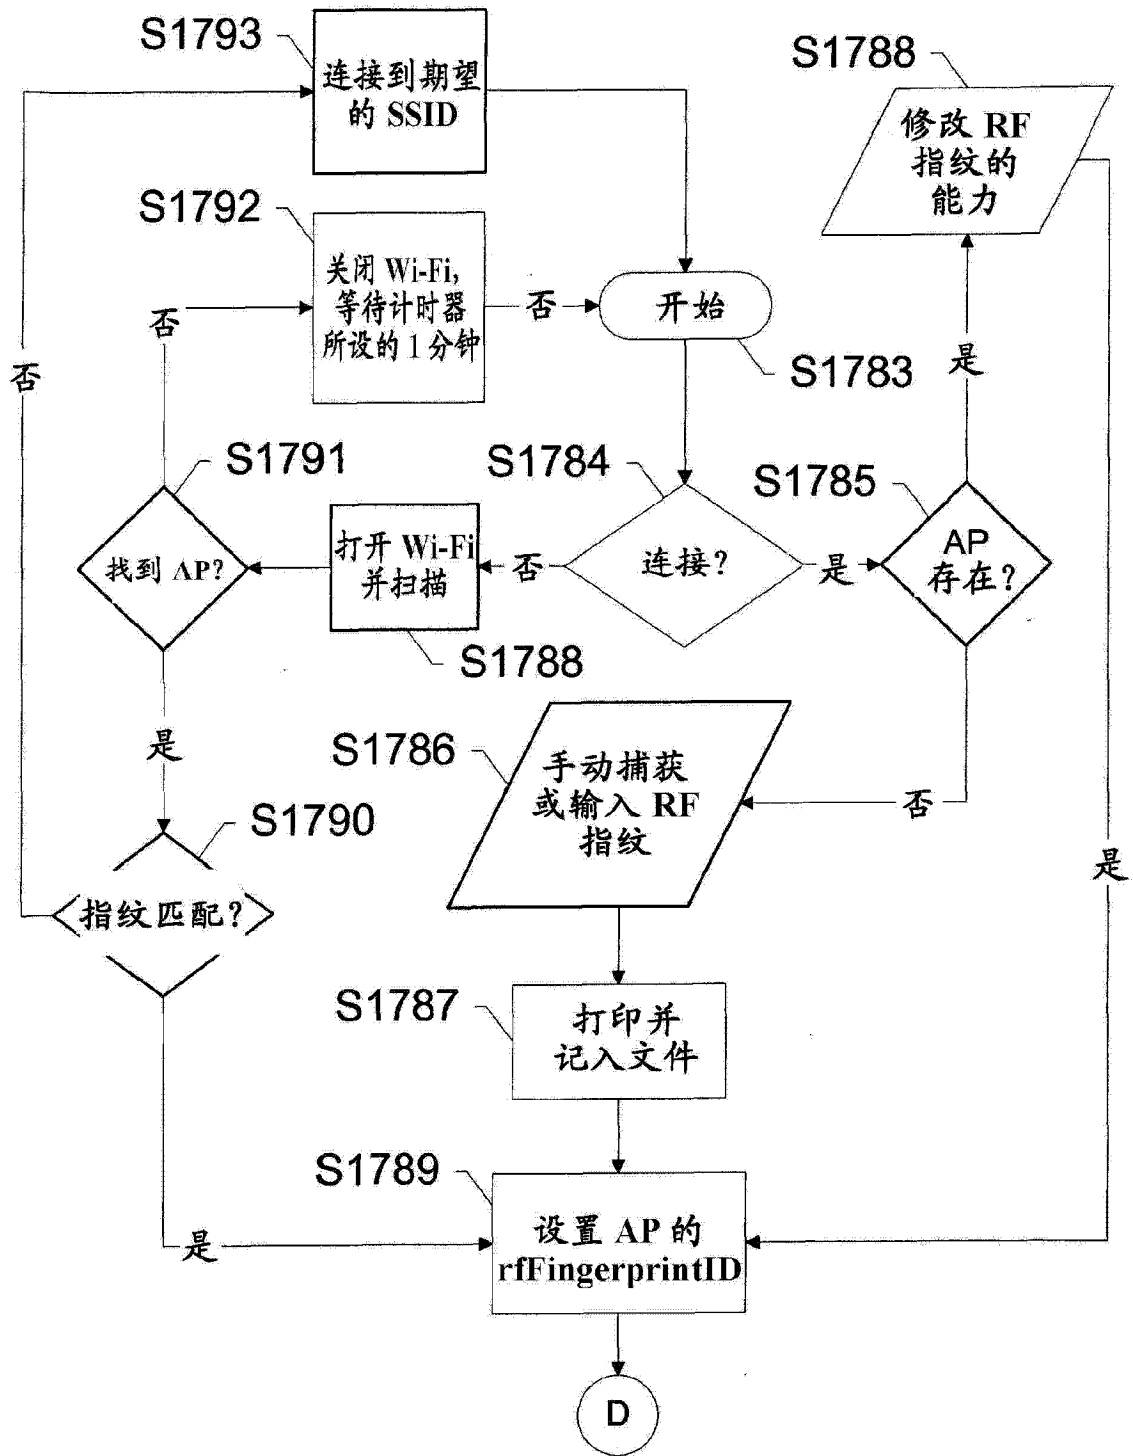 S1793
连接到期望
的 SSID
S1788
修改 RF
指纹的
能力
S1792
关闭 Wi-Fi,
等待计时器
所设的 1 分钟
否
否
开始
S1783
是
否
S1791
S1784
S1785
找到 AP?
打开 Wi-Fi
并扫描
否
连接?
是
AP
存在?
S1788
是
S1786
手动捕获
或输入 RF
指纹
否
S1790
是
指纹匹配?
S1787
打印并
记入文件
S1789
是
设置 AP 的
rfFingerprintID
D